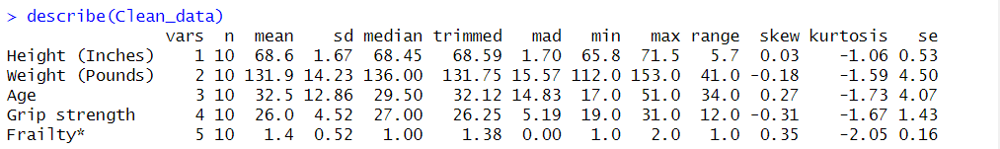 > describe(Clean_data)
vars n mean sd median trimmed mad min max range skew kurtosis se
Height (Inches) 1 10 68.6 1.67 68.45 68.59 1.70 65.8 71.5 5.7 0.03 -1.06 0.53
Weight (Pounds) 2 10 131.9 14.23 136.00 131.75 15.57 112.0 153.0 41.0 -0.18 -1.59 4.50
Age 3 10 32.5 12.86 29.50 32.12 14.83 17.0 51.0 34.0 0.27 -1.73 4.07
Grip strength 4 10 26.0 4.52 27.00 26.25 5.19 19.0 31.0 12.0 -0.31 -1.67 1.43
Frailty* 5 10 1.4 0.52 1.00 1.38 0.00 1.0 2.0 1.0 0.35 -2.05 0.16